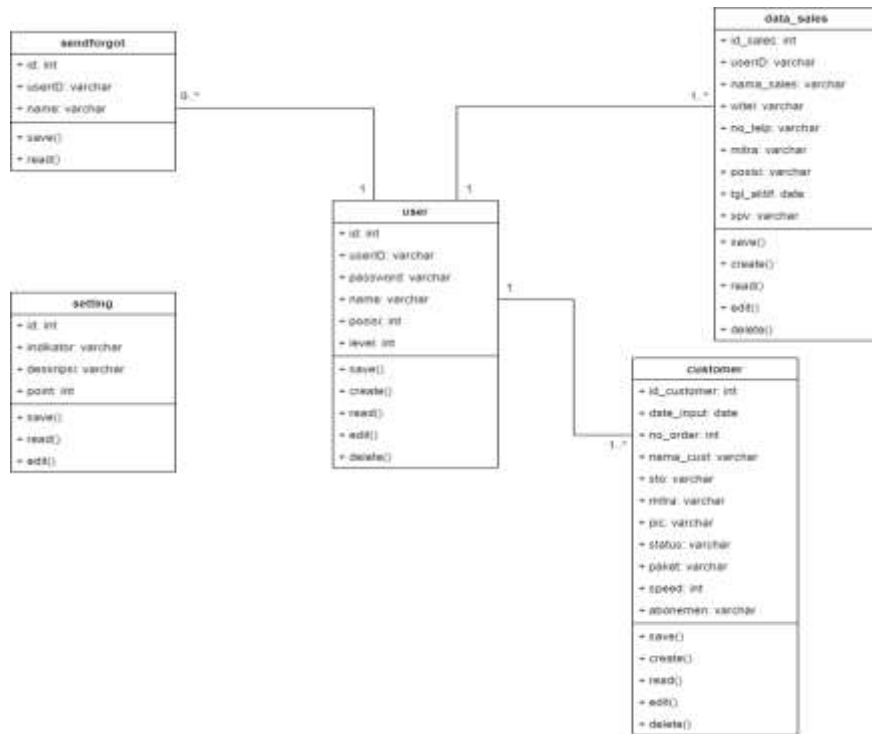 sendforgot
+ id: int
+ userID: varchar
+ name: varchar
+ save()
+ read()
0..*
1
data_sales
+ id_sales: int
+ userID: varchar
+ nama_sales: varchar
+ witel: varchar
+ no_telp: varchar
+ mitra: varchar
+ posisi: varchar
+ tgl_aktif: date
+ spv: varchar
+ save()
+ create()
+ read()
+ edit()
+ delete()
1..*
1
user
+ id: int
+ userID: varchar
+ password: varchar
+ name: varchar
+ posisi: int
+ level: int
+ save()
+ create()
+ read()
+ edit()
+ delete()
1
1..*
setting
+ id: int
+ indikator: varchar
+ deskripsi: varchar
+ point: int
+ save()
+ read()
+ edit()
customer
+ id_customer: int
+ date_input: date
+ no_order: int
+ nama_cust: varchar
+ sto: varchar
+ mitra: varchar
+ pic: varchar
+ status: varchar
+ paket: varchar
+ speed: int
+ abonemen: varchar
+ save()
+ create()
+ read()
+ edit()
+ delete()